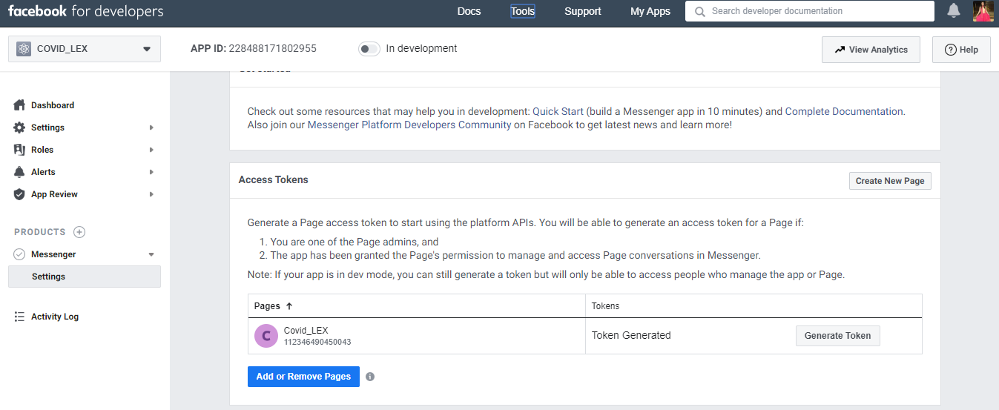 facebook for developers
Docs
Tools
Support
My Apps
Search developer documentation
COVID_LEX
APP ID: 228488171802955
In development
View Analytics
Help
Dashboard
Settings
Roles
Alerts
App Review
PRODUCTS
Messenger
Settings
Activity Log
Get Started
Check out some resources that may help you in development: Quick Start (build a Messenger app in 10 minutes) and Complete Documentation.
Also join our Messenger Platform Developers Community on Facebook to get latest news and learn more!
Access Tokens
Create New Page
Generate a Page access token to start using the platform APIs. You will be able to generate an access token for a Page if:
1. You are one of the Page admins, and
2. The app has been granted the Page's permission to manage and access Page conversations in Messenger.
Note: If your app is in dev mode, you can still generate a token but will only be able to access people who manage the app or Page.
Pages
Tokens
C
Covid_LEX
112346490450043
Token Generated
Generate Token
Add or Remove Pages